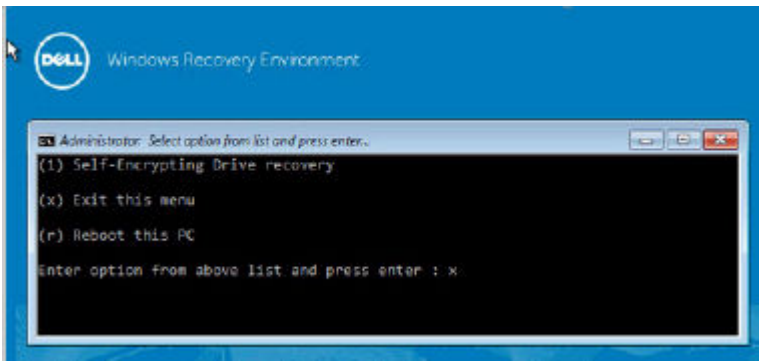 DELL
Windows Recovery Environment
Administrator: Select option from list and press enter..
(1) Self-Encrypting Drive recovery
(x) Exit this menu
(r) Reboot this PC
Enter option from above list and press enter : x